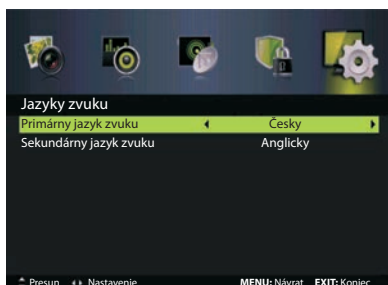 Jazyky zvuku
Primárny jazyk zvuku Česky
Sekundárny jazyk zvuku Anglicky
Presun Nastavenie MENU: Návrat EXIT: Koniec